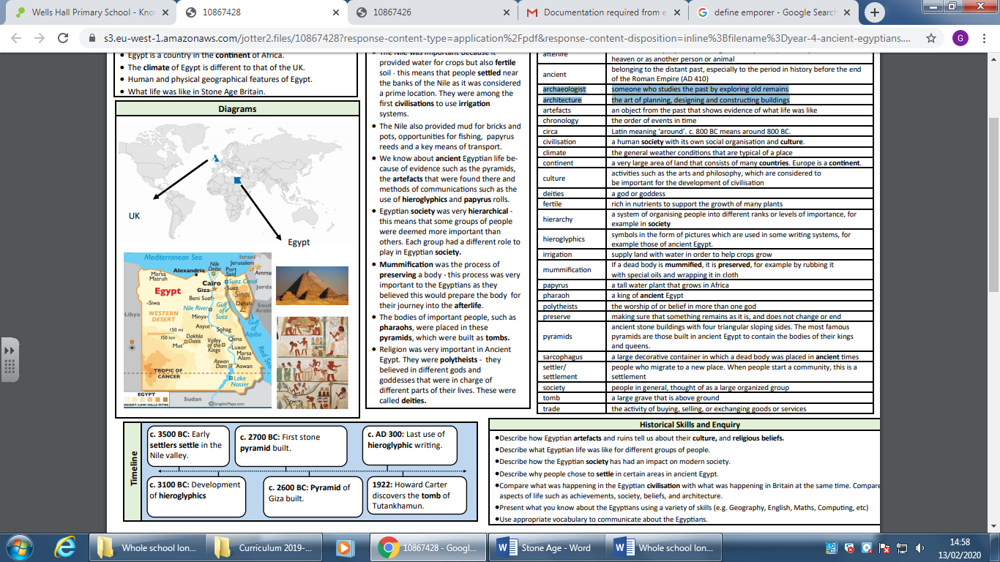 Wells Hall Primary School - Kno
10867428
10867426
Documentation required from e
define emporer - Google Search
s3.eu-west-1.amazonaws.com/jotter2.files/10867428?response-content-type=application%2Fpdf&response-content-disposition=inline%3Bfilename%3Dyear-4-ancient-egyptians....
G
• Egypt is a country in the continent of Africa.
• The climate of Egypt is different to that of the UK.
• Human and physical geographical features of Egypt.
• What life was like in Stone Age Britain.
Diagrams
UK
Egypt
Mediterranean Sea
Israel
Jerusalem
Nile
Delta
Port
Said
Alexandria
Amma
Marsa
Matruh
Suez Canal
Jorda
Cairo
Giza
Suez
Egypt
Sinai
Beni Suef
Siwa
Dahab
Saudi
Arab
Nile River
Gulf
of
Suez
Libya
WESTERN
DESERT
Minya
Gulf
of
Aqaba
Asyut
Sohag
150 mi
150 km
Dakhla
Oasis
Qena
Mut
Valley
of the
Kings
Luxor
Marsa
Alam
Red Sea
Aswan
Dam
Aswan
TROPIC OF
CANCER
Lake
Nasser
EGYPT
DESERT/LOW/HILLS/MTNS
Sudan
©GraphicMaps.com
The Nile was important because it
provided water for crops but also fertile
soil - this means that people settled near
the banks of the Nile as it was considered
a prime location. They were among the
first civilisations to use irrigation
systems.
• The Nile also provided mud for bricks and
pots, opportunities for fishing, papyrus
reeds and a key means of transport.
• We know about ancient Egyptian life be-
cause of evidence such as the pyramids,
the artefacts that were found there and
methods of communications such as the
use of hieroglyphics and papyrus rolls.
• Egyptian society was very hierarchical -
this means that some groups of people
were deemed more important than
others. Each group had a different role to
play in Egyptian society.
• Mummification was the process of
preserving a body - this process was very
important to the Egyptians as they
believed this would prepare the body for
their journey into the afterlife.
• The bodies of important people, such as
pharaohs, were placed in these
pyramids, which were built as tombs.
• Religion was very important in Ancient
Egypt. They were polytheists - they
believed in different gods and
goddesses that were in charge of
different parts of their lives. These were
called deities.
afterlife
heaven or as another person or animal
ancient belonging to the distant past, especially to the period in history before the end
of the Roman Empire (AD 410)
archaeologist someone who studies the past by exploring old remains
architecture the art of planning, designing and constructing buildings
artefacts an object from the past that shows evidence of what life was like
chronology the order of events in time
circa Latin meaning ‘around’. c. 800 BC means around 800 BC.
civilisation a human society with its own social organisation and culture.
climate the general weather conditions that are typical of a place
continent a very large area of land that consists of many countries. Europe is a continent.
culture activities such as the arts and philosophy, which are considered to
be important for the development of civilisation
deities a god or goddess
fertile rich in nutrients to support the growth of many plants
hierarchy a system of organising people into different ranks or levels of importance, for
example in society
hieroglyphics symbols in the form of pictures which are used in some writing systems, for
example those of ancient Egypt.
irrigation supply land with water in order to help crops grow
mummification If a dead body is mummified, it is preserved, for example by rubbing it
with special oils and wrapping it in cloth
papyrus a tall water plant that grows in Africa
pharaoh a king of ancient Egypt
polytheists the worship of or belief in more than one god
preserve making sure that something remains as it is, and does not change or end
pyramids ancient stone buildings with four triangular sloping sides. The most famous
pyramids are those built in ancient Egypt to contain the bodies of their kings
and queens.
sarcophagus a large decorative container in which a dead body was placed in ancient times
settler/ people who migrate to a new place. When people start a community, this is a
settlement settlement
society people in general, thought of as a large organized group
tomb a large grave that is above ground
trade the activity of buying, selling, or exchanging goods or services
Timeline
c. 3500 BC: Early
settlers settle in the
Nile valley.
c. 2700 BC: First stone
pyramid built.
c. AD 300: Last use of
hieroglyphic writing.
c. 3100 BC: Development
of hieroglyphics
c. 2600 BC: Pyramid of
Giza built.
1922: Howard Carter
discovers the tomb of
Tutankhamun.
Historical Skills and Enquiry
•Describe how Egyptian artefacts and ruins tell us about their culture, and religious beliefs.
•Describe what Egyptian life was like for different groups of people.
•Describe how the Egyptian society has had an impact on modern society.
•Describe why people chose to settle in certain areas in ancient Egypt.
•Compare what was happening in the Egyptian civilisation with what was happening in Britain at the same time. Compare
aspects of life such as achievements, society, beliefs, and architecture.
•Present what you know about the Egyptians using a variety of skills (e.g. Geography, English, Maths, Computing, etc)
•Use appropriate vocabulary to communicate about the Egyptians.
Whole school lon...
Curriculum 2019-...
10867428 - Googl...
Stone Age - Word
Whole school lon...
14:58
13/02/2020